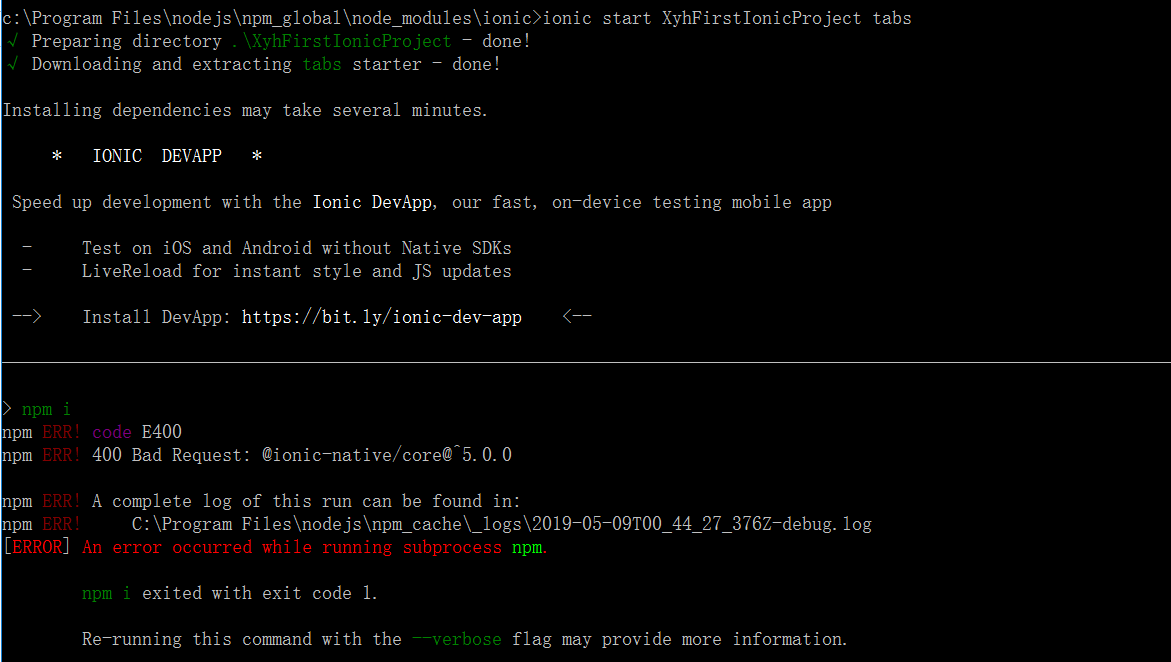 c:\Program Files\nodejs\npm_global\node_modules\ionic>ionic start XyhFirstIonicProject tabs
√ Preparing directory .\XyhFirstIonicProject - done!
√ Downloading and extracting tabs starter - done!
Installing dependencies may take several minutes.
* IONIC DEVAPP *
Speed up development with the Ionic DevApp, our fast, on-device testing mobile app
- Test on iOS and Android without Native SDKs
- LiveReload for instant style and JS updates
--> Install DevApp: https://bit.ly/ionic-dev-app <--
> npm i
npm ERR! code E400
npm ERR! 400 Bad Request: @ionic-native/core@^5.0.0
npm ERR! A complete log of this run can be found in:
npm ERR! C:\Program Files\nodejs\npm_cache\_logs\2019-05-09T00_44_27_376Z-debug.log
[ERROR] An error occurred while running subprocess npm.
npm i exited with exit code 1.
Re-running this command with the --verbose flag may provide more information.